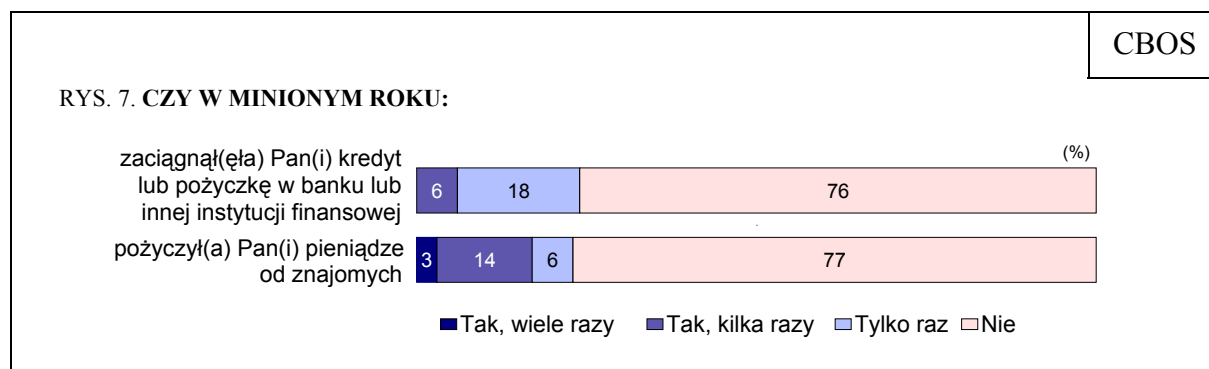 CBOS
RYS. 7. CZY W MINIONYM ROKU:
(%)
zaciągnął(ęła) Pan(i) kredyt
lub pożyczkę w banku lub
innej instytucji finansowej
6 18 76
pożyczył(a) Pan(i) pieniądze
od znajomych
3 14 6 77
Tak, wiele razy Tak, kilka razy Tylko raz Nie